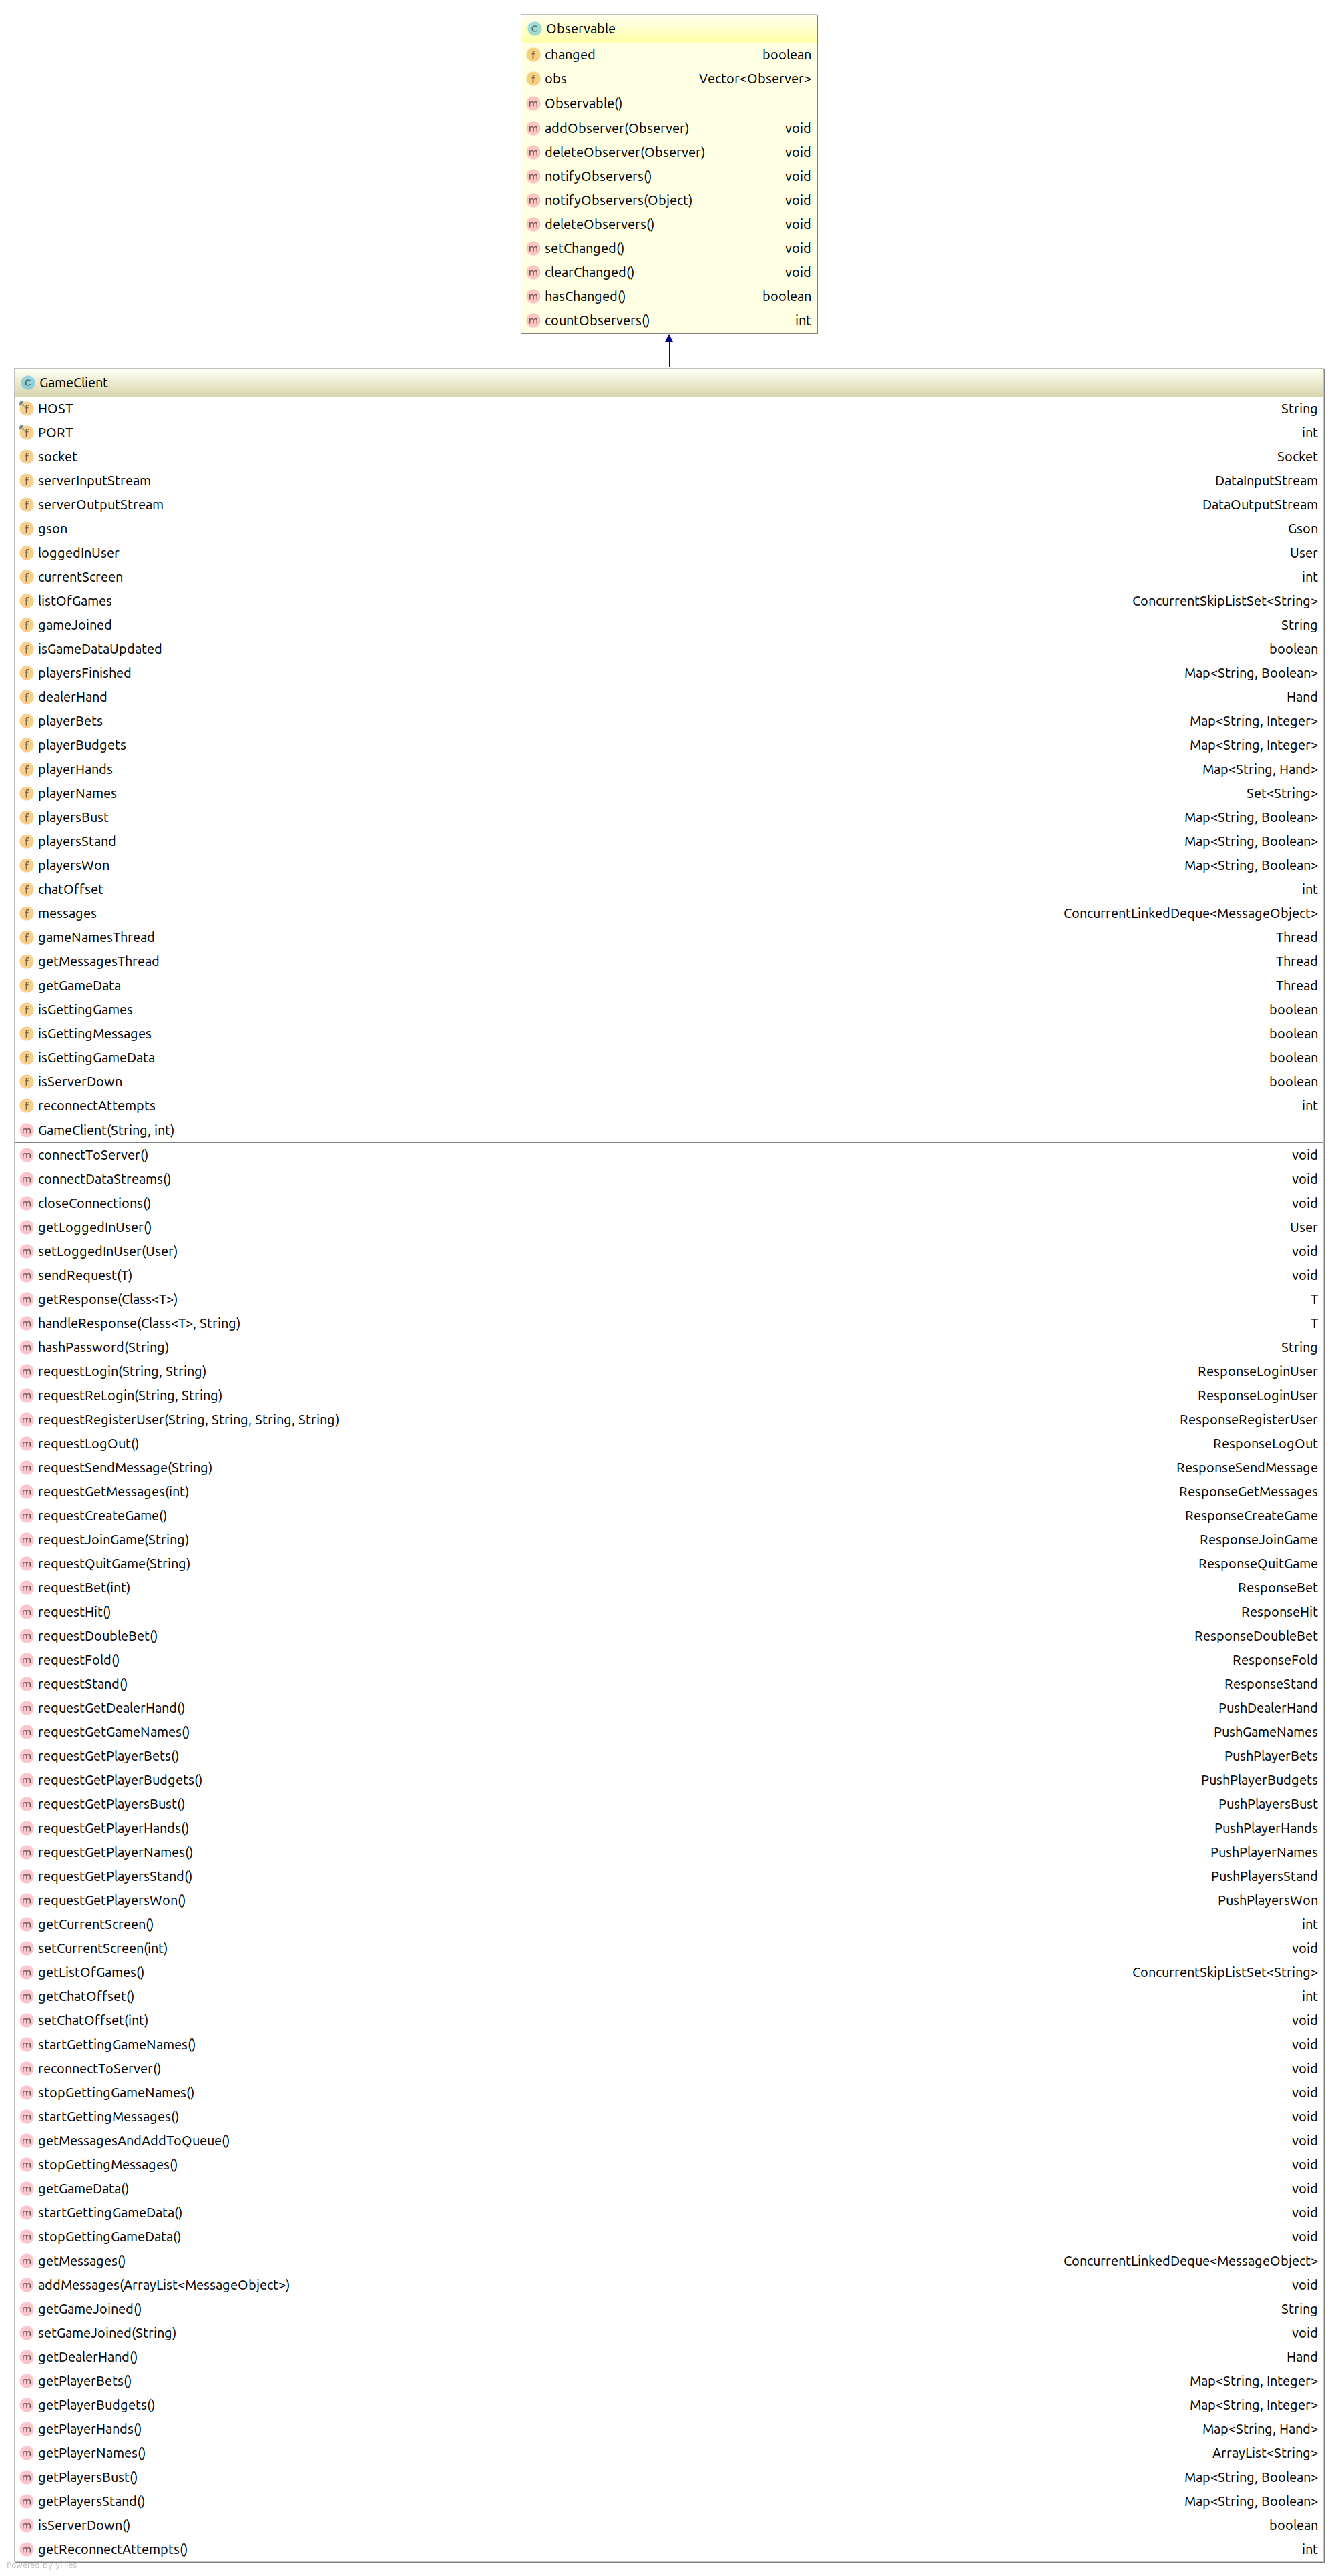 C Observable
f changed boolean
f obs Vector<Observer>
m Observable()
m addObserver(Observer) void
m deleteObserver(Observer) void
m notifyObservers() void
m notifyObservers(Object) void
m deleteObservers() void
m setChanged() void
m clearChanged() void
m hasChanged() boolean
m countObservers() int
C GameClient
f HOST String
f PORT int
f socket Socket
f serverInputStream DataInputStream
f serverOutputStream DataOutputStream
f gson Gson
f loggedInUser User
f currentScreen int
f listOfGames ConcurrentSkipListSet<String>
f gameJoined String
f isGameDataUpdated boolean
f playersFinished Map<String, Boolean>
f dealerHand Hand
f playerBets Map<String, Integer>
f playerBudgets Map<String, Integer>
f playerHands Map<String, Hand>
f playerNames Set<String>
f playersBust Map<String, Boolean>
f playersStand Map<String, Boolean>
f playersWon Map<String, Boolean>
f chatOffset int
f messages ConcurrentLinkedDeque<MessageObject>
f gameNamesThread Thread
f getMessagesThread Thread
f getGameData Thread
f isGettingGames boolean
f isGettingMessages boolean
f isGettingGameData boolean
f isServerDown boolean
f reconnectAttempts int
m GameClient(String, int)
m connectToServer() void
m connectDataStreams() void
m closeConnections() void
m getLoggedInUser() User
m setLoggedInUser(User) void
m sendRequest(T) void
m getResponse(Class<T>) T
m handleResponse(Class<T>, String) T
m hashPassword(String) String
m requestLogin(String, String) ResponseLoginUser
m requestReLogin(String, String) ResponseLoginUser
m requestRegisterUser(String, String, String, String) ResponseRegisterUser
m requestLogOut() ResponseLogOut
m requestSendMessage(String) ResponseSendMessage
m requestGetMessages(int) ResponseGetMessages
m requestCreateGame() ResponseCreateGame
m requestJoinGame(String) ResponseJoinGame
m requestQuitGame(String) ResponseQuitGame
m requestBet(int) ResponseBet
m requestHit() ResponseHit
m requestDoubleBet() ResponseDoubleBet
m requestFold() ResponseFold
m requestStand() ResponseStand
m requestGetDealerHand() PushDealerHand
m requestGetGameNames() PushGameNames
m requestGetPlayerBets() PushPlayerBets
m requestGetPlayerBudgets() PushPlayerBudgets
m requestGetPlayersBust() PushPlayersBust
m requestGetPlayerHands() PushPlayerHands
m requestGetPlayerNames() PushPlayerNames
m requestGetPlayersStand() PushPlayersStand
m requestGetPlayersWon() PushPlayersWon
m getCurrentScreen() int
m setCurrentScreen(int) void
m getListOfGames() ConcurrentSkipListSet<String>
m getChatOffset() int
m setChatOffset(int) void
m startGettingGameNames() void
m reconnectToServer() void
m stopGettingGameNames() void
m startGettingMessages() void
m getMessagesAndAddToQueue() void
m stopGettingMessages() void
m getGameData() void
m startGettingGameData() void
m stopGettingGameData() void
m getMessages() ConcurrentLinkedDeque<MessageObject>
m addMessages(ArrayList<MessageObject>) void
m getGameJoined() String
m setGameJoined(String) void
m getDealerHand() Hand
m getPlayerBets() Map<String, Integer>
m getPlayerBudgets() Map<String, Integer>
m getPlayerHands() Map<String, Hand>
m getPlayerNames() ArrayList<String>
m getPlayersBust() Map<String, Boolean>
m getPlayersStand() Map<String, Boolean>
m isServerDown() boolean
m getReconnectAttempts() int
Powered by yFiles